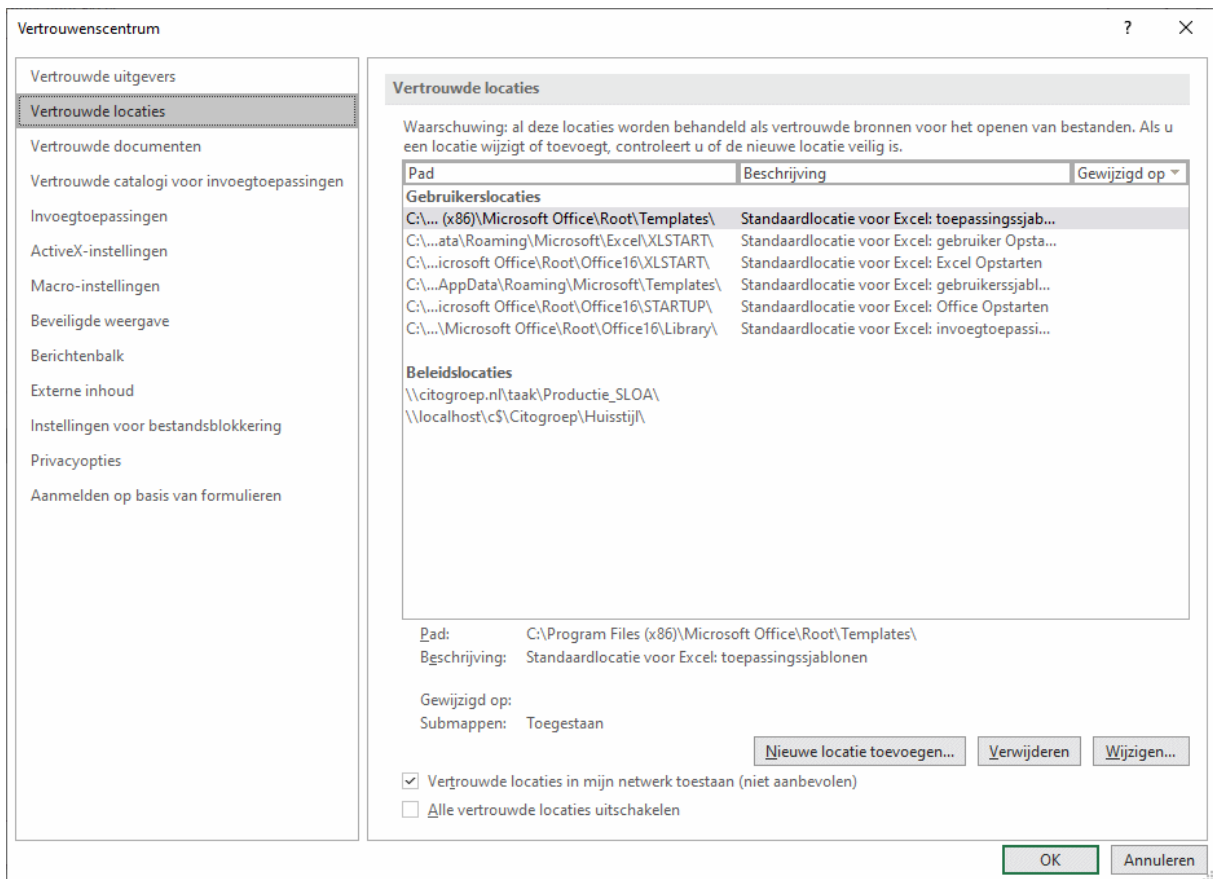 Vertrouwenscentrum
?
Vertrouwde uitgevers
Vertrouwde locaties
Vertrouwde documenten
Vertrouwde catalogi voor invoegtoepassingen
Invoegtoepassingen
ActiveX-instellingen
Macro-instellingen
Beveiligde weergave
Berichtenbalk
Externe inhoud
Instellingen voor bestandsblokkering
Privacyopties
Aanmelden op basis van formulieren
Vertrouwde locaties
Waarschuwing: al deze locaties worden behandeld als vertrouwde bronnen voor het openen van bestanden. Als u
een locatie wijzigt of toevoegt, controleert u of de nieuwe locatie veilig is.
Pad Beschrijving Gewijzigd op
Gebruikerslocaties
C:\... (x86)\Microsoft Office\Root\Templates\ Standaardlocatie voor Excel: toepassingssjab...
C:\...ata\Roaming\Microsoft\Excel\XLSTART\ Standaardlocatie voor Excel: gebruiker Opsta...
C:\...icrosoft Office\Root\Office16\XLSTART\ Standaardlocatie voor Excel: Excel Opstarten
C:\...AppData\Roaming\Microsoft\Templates\ Standaardlocatie voor Excel: gebruikerssjabl...
C:\...icrosoft Office\Root\Office16\STARTUP\ Standaardlocatie voor Excel: Office Opstarten
C:\...\Microsoft Office\Root\Office16\Library\ Standaardlocatie voor Excel: invoegtoepassi...
Beleidslocaties
\\citogroep.nl\taak\Productie_SLOA\
\\localhost\c$\Citogroep\Huisstijl\
Pad: C:\Program Files (x86)\Microsoft Office\Root\Templates\
Beschrijving: Standaardlocatie voor Excel: toepassingssjablonen
Gewijzigd op:
Submappen: Toegestaan
Nieuwe locatie toevoegen... Verwijderen Wijzigen...
Vertrouwde locaties in mijn netwerk toestaan (niet aanbevolen)
Alle vertrouwde locaties uitschakelen
OK Annuleren